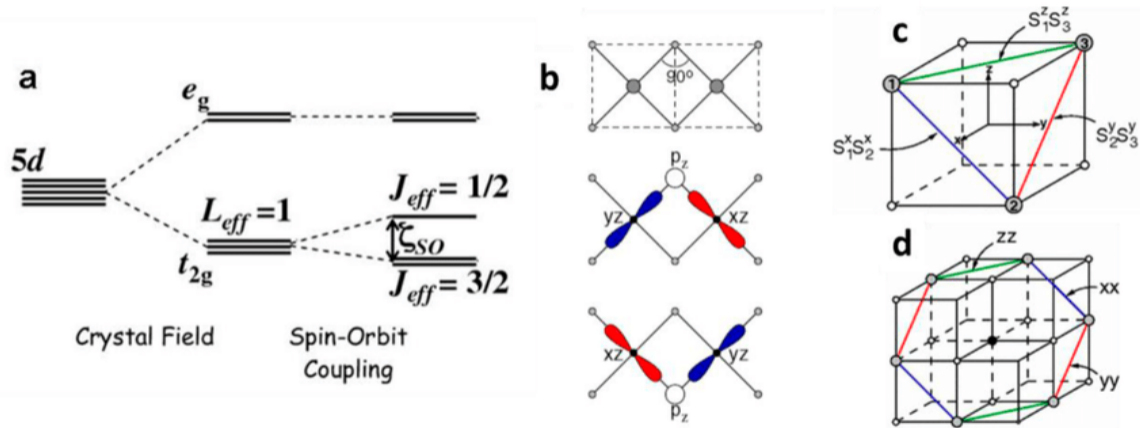 a
5d
e_g
L_eff = 1
t_2g
J_eff = 1/2
ζ_SO
J_eff = 3/2
Crystal Field
Spin-Orbit
Coupling
b
90°
p_z
yz
xz
xz
yz
p_z
c
S_1^z S_3^z
1
3
z
y
x
S_1^x S_2^x
S_2^y S_3^y
2
d
zz
xx
yy